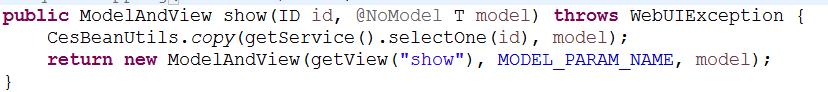 public ModelAndView show(ID id, @NoModel T model) throws WebUIException {
    CesBeanUtils.copy(getService().selectOne(id), model);
    return new ModelAndView(getView("show"), MODEL_PARAM_NAME, model);
}